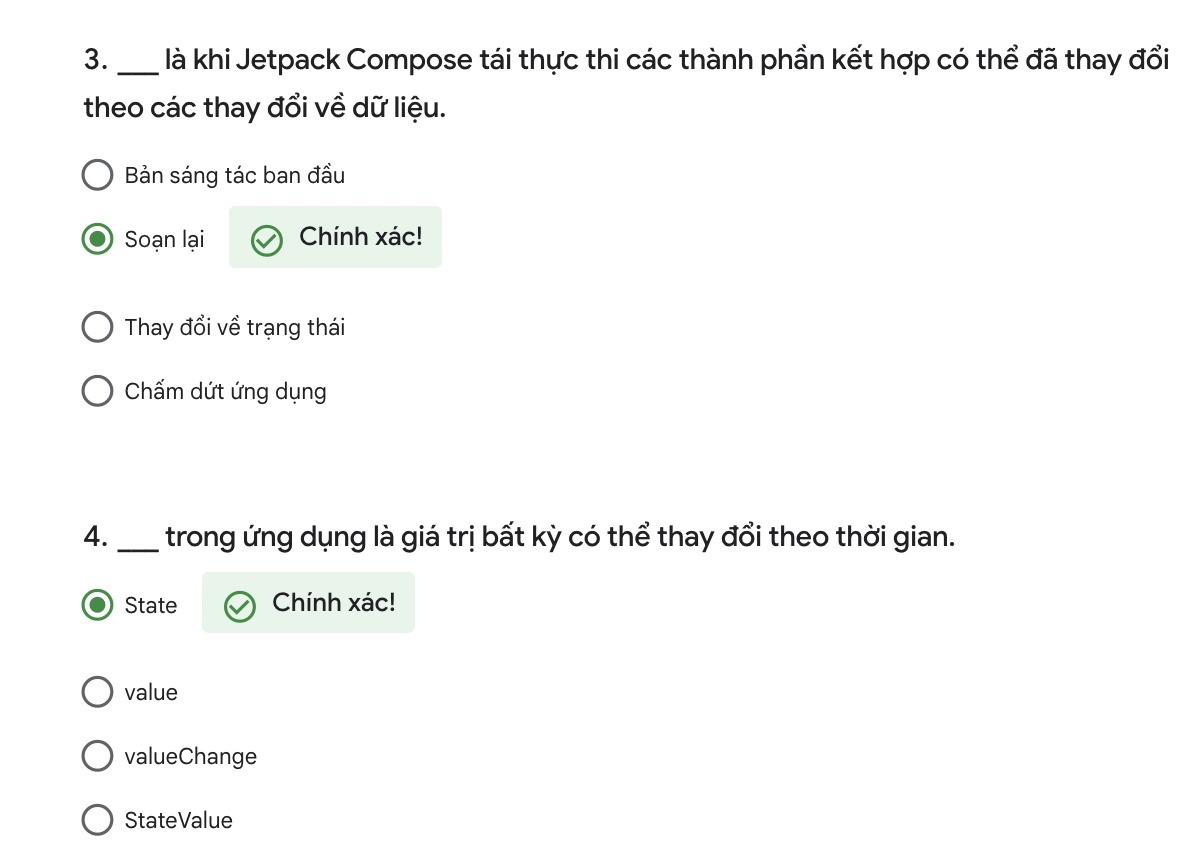 3. ___ là khi Jetpack Compose tái thực thi các thành phần kết hợp có thể đã thay đổi
theo các thay đổi về dữ liệu.
Bản sáng tác ban đầu
Soạn lại Chính xác!
Thay đổi về trạng thái
Chấm dứt ứng dụng
4. ___ trong ứng dụng là giá trị bất kỳ có thể thay đổi theo thời gian.
State Chính xác!
value
valueChange
StateValue